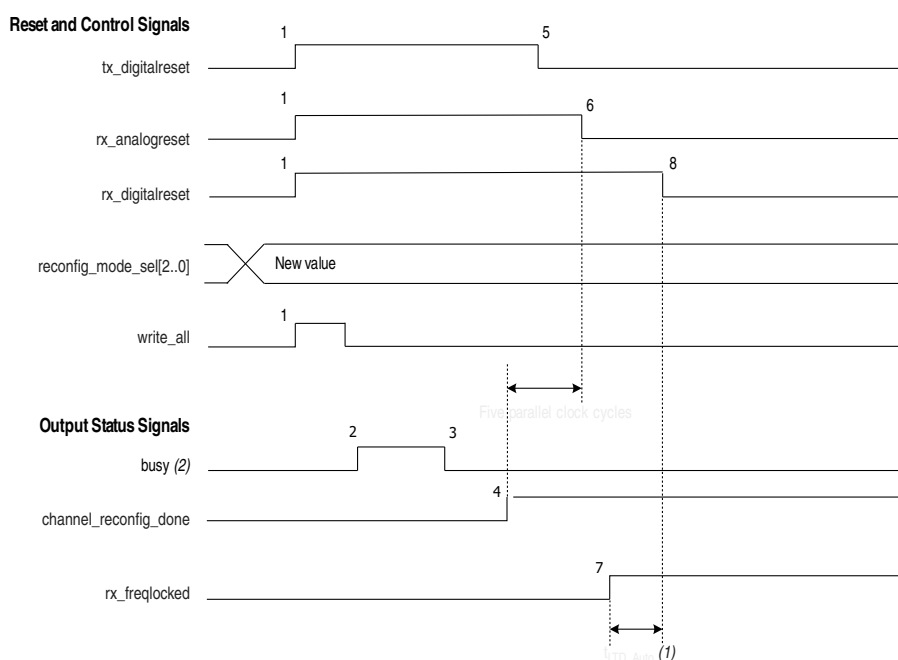 Reset and Control Signals
1
5
tx_digitalreset
1
6
rx_analogreset
1
8
rx_digitalreset
reconfig_mode_sel[2..0]
New value
1
write_all
Five parallel clock cycles
Output Status Signals
2
3
busy (2)
4
channel_reconfig_done
7
rx_freqlocked
tLTD_Auto (1)